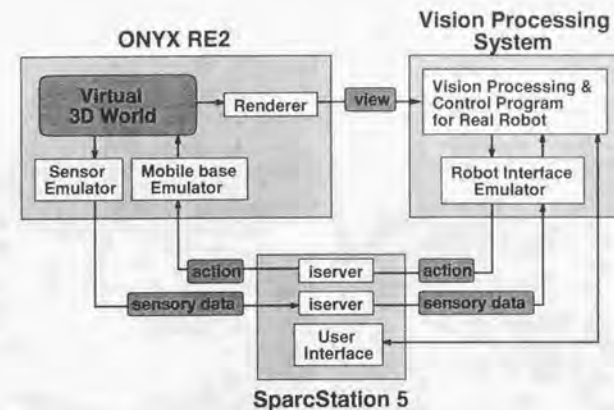 ONYX RE2
Vision Processing
System
Virtual
3D World
Renderer
view
Vision Processing &
Control Program
for Real Robot
Sensor
Emulator
Mobile base
Emulator
Robot Interface
Emulator
action
iserver
action
sensory data
iserver
sensory data
User
Interface
SparcStation 5